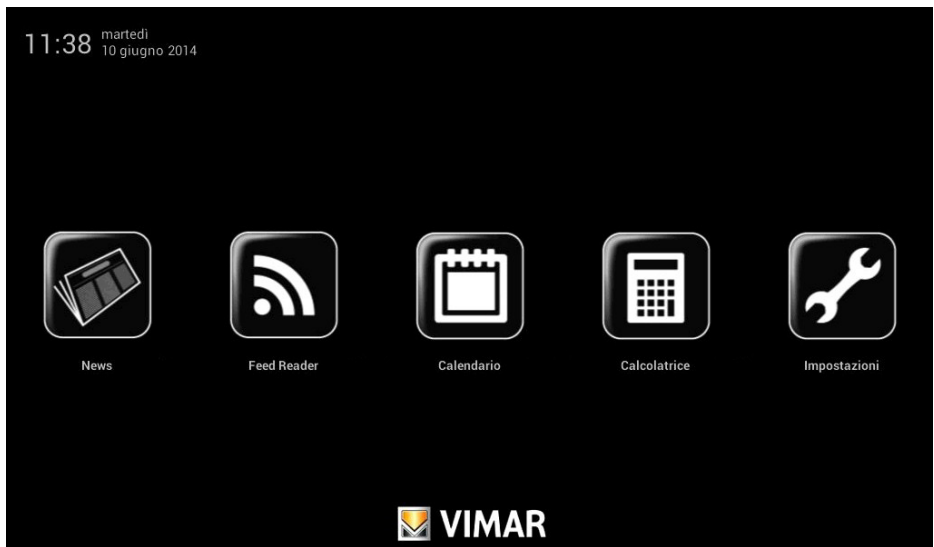 11:38
martedì
10 giugno 2014
News
Feed Reader
Calendario
Calcolatrice
Impostazioni
VIMAR